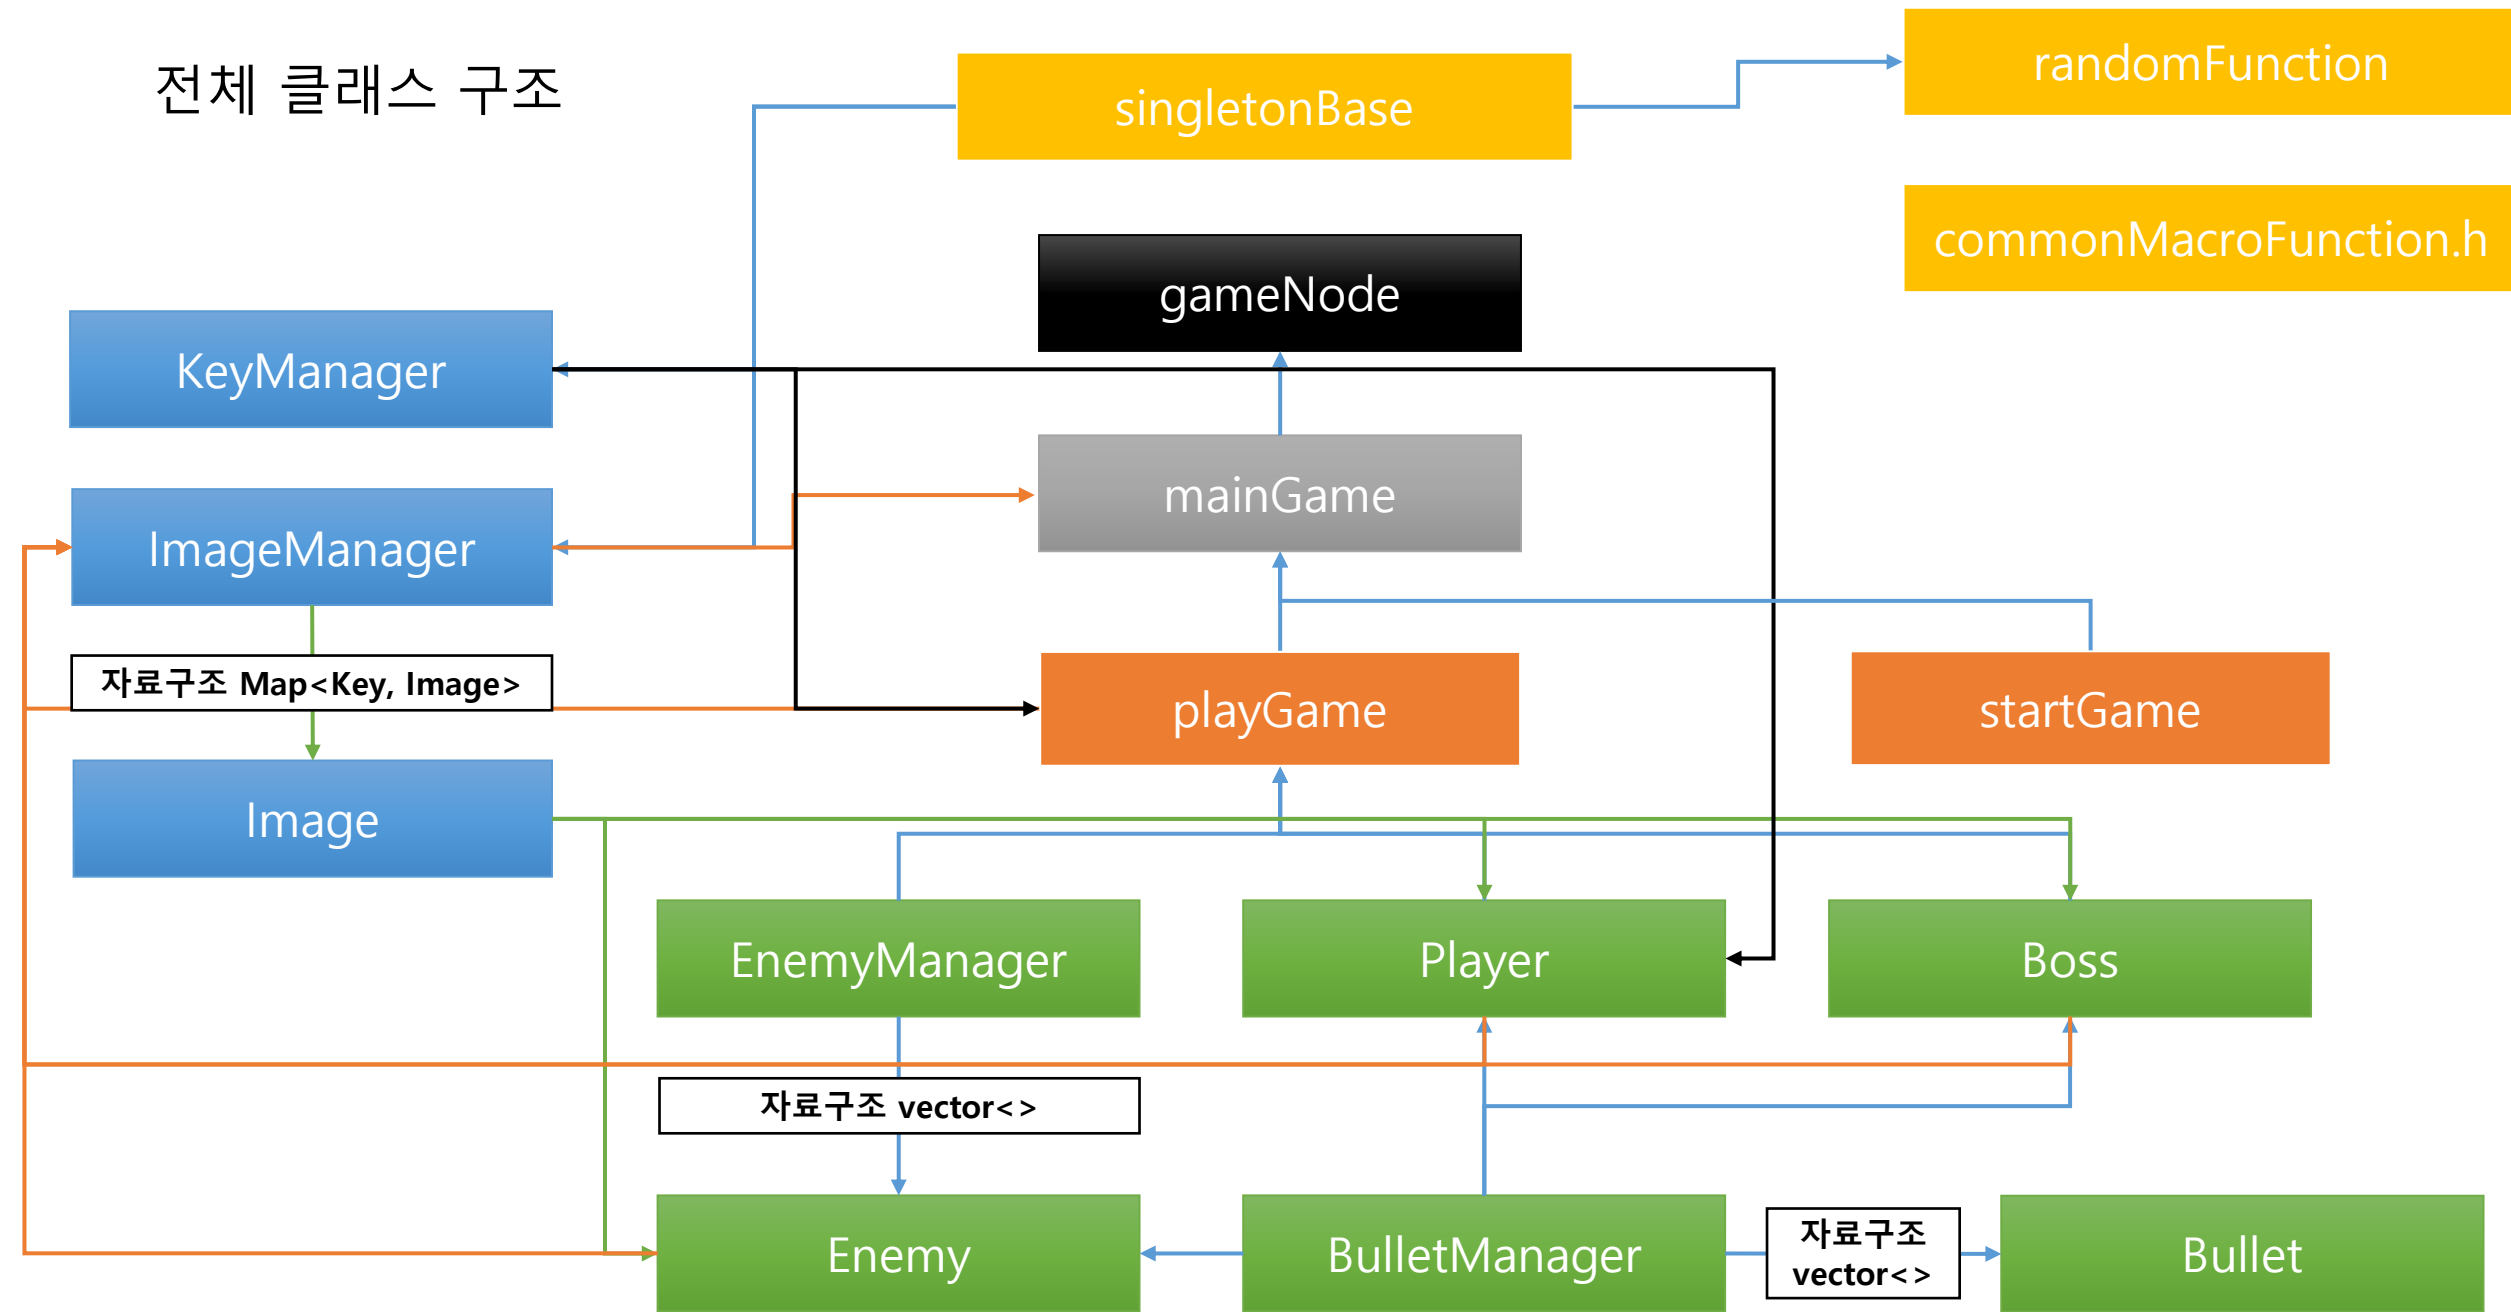 전체 클래스 구조
singletonBase
randomFunction
commonMacroFunction.h
gameNode
KeyManager
mainGame
ImageManager
자료구조 Map<Key, Image>
playGame
startGame
Image
EnemyManager
Player
Boss
자료구조 vector<>
Enemy
BulletManager
자료구조
vector<>
Bullet